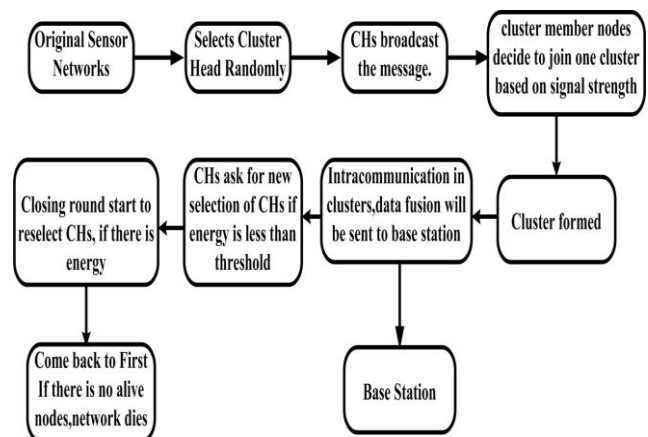 Original Sensor
Networks
Selects Cluster
Head Randomly
CHs broadcast
the message.
cluster member nodes
decide to join one cluster
based on signal strength
Cluster formed
Intracommunication in
clusters,data fusion will
be sent to base station
CHs ask for new
selection of CHs if
energy is less than
threshold
Closing round start to
reselect CHs, if there is
energy
Come back to First
If there is no alive
nodes,network dies
Base Station